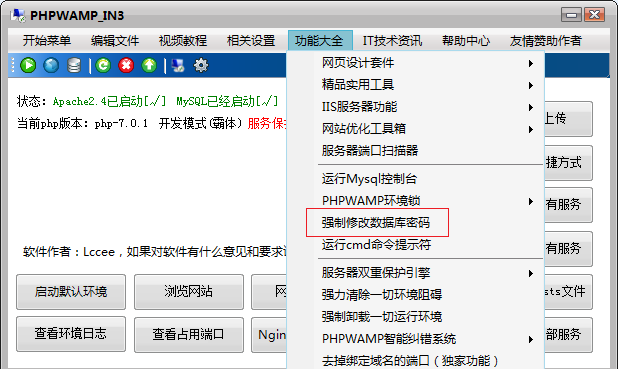 PHPWAMP_IN3
开始菜单 编辑文件 视频教程 相关设置 功能大全 IT技术资讯 帮助中心 友情赞助作者
状态：Apache2.4已启动[√] MySQL已经启动[√]
当前php版本：php-7.0.1 开发模式(霸体) 服务保
网页设计套件
精品实用工具
IIS服务器功能
网站优化工具箱
服务器端口扫描器
运行Mysql控制台
PHPWAMP环境锁
强制修改数据库密码
运行cmd命令提示符
服务器双重保护引擎
强力清除一切环境阻碍
强制卸载一切运行环境
PHPWAMP智能纠错系统
去掉绑定域名的端口（独家功能）
上传
捷方式
有服务
有服务
软件作者：Lccee，如果对软件有什么意见和要求
启动默认环境 浏览网站 网 sts文件
查看环境日志 查看占用端口 Ngin 部服务